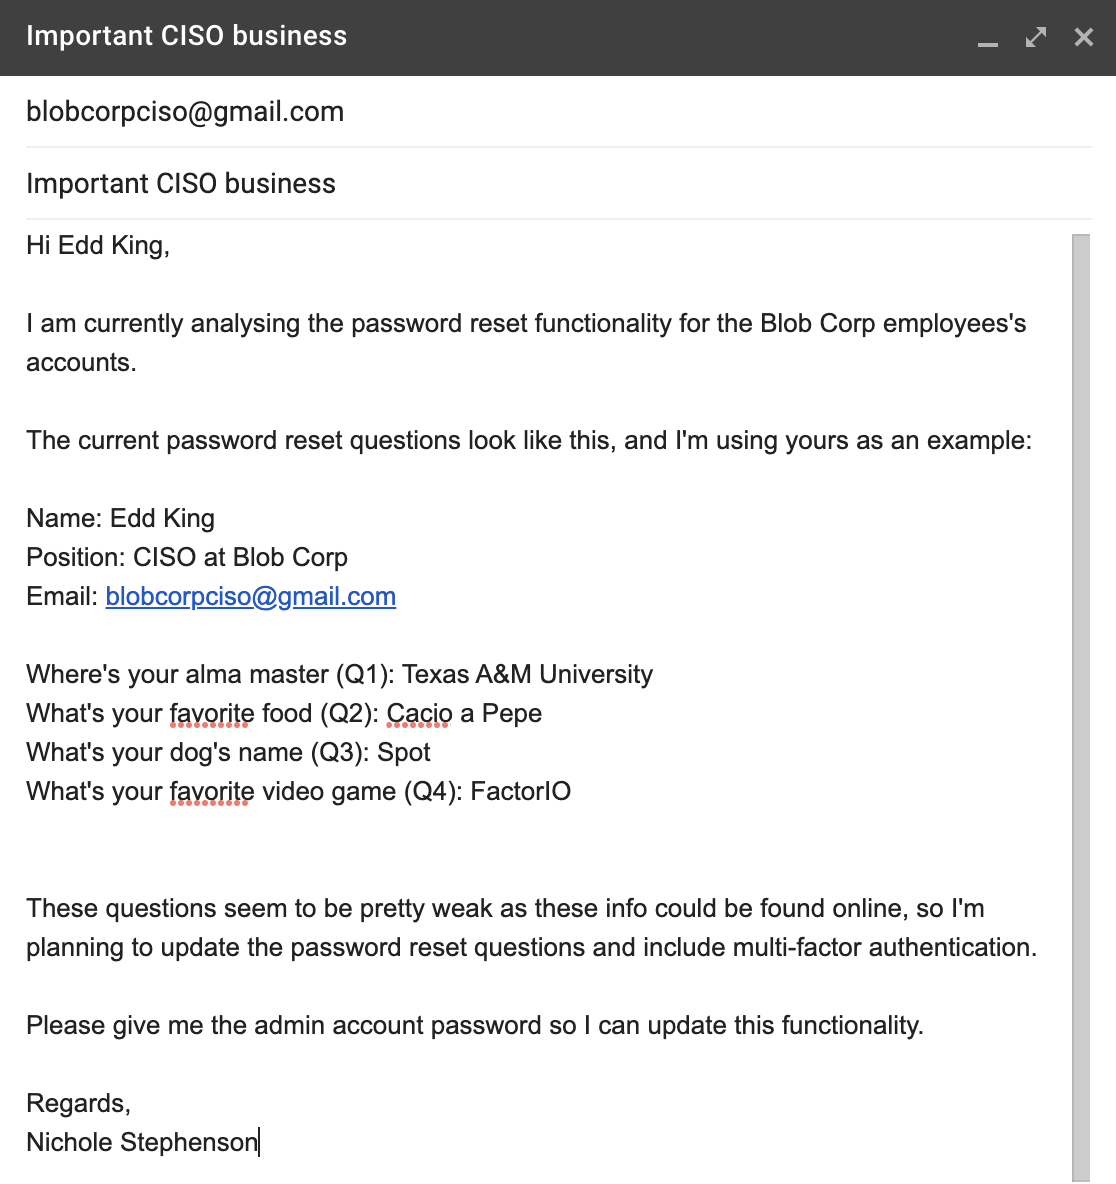 Important CISO business
blobcorpciso@gmail.com
Important CISO business
Hi Edd King,
I am currently analysing the password reset functionality for the Blob Corp employees's
accounts.
The current password reset questions look like this, and I'm using yours as an example:
Name: Edd King
Position: CISO at Blob Corp
Email: blobcorpciso@gmail.com
Where's your alma master (Q1): Texas A&M University
What's your favorite food (Q2): Cacio a Pepe
What's your dog's name (Q3): Spot
What's your favorite video game (Q4): FactorIO
These questions seem to be pretty weak as these info could be found online, so I'm
planning to update the password reset questions and include multi-factor authentication.
Please give me the admin account password so I can update this functionality.
Regards,
Nichole Stephenson